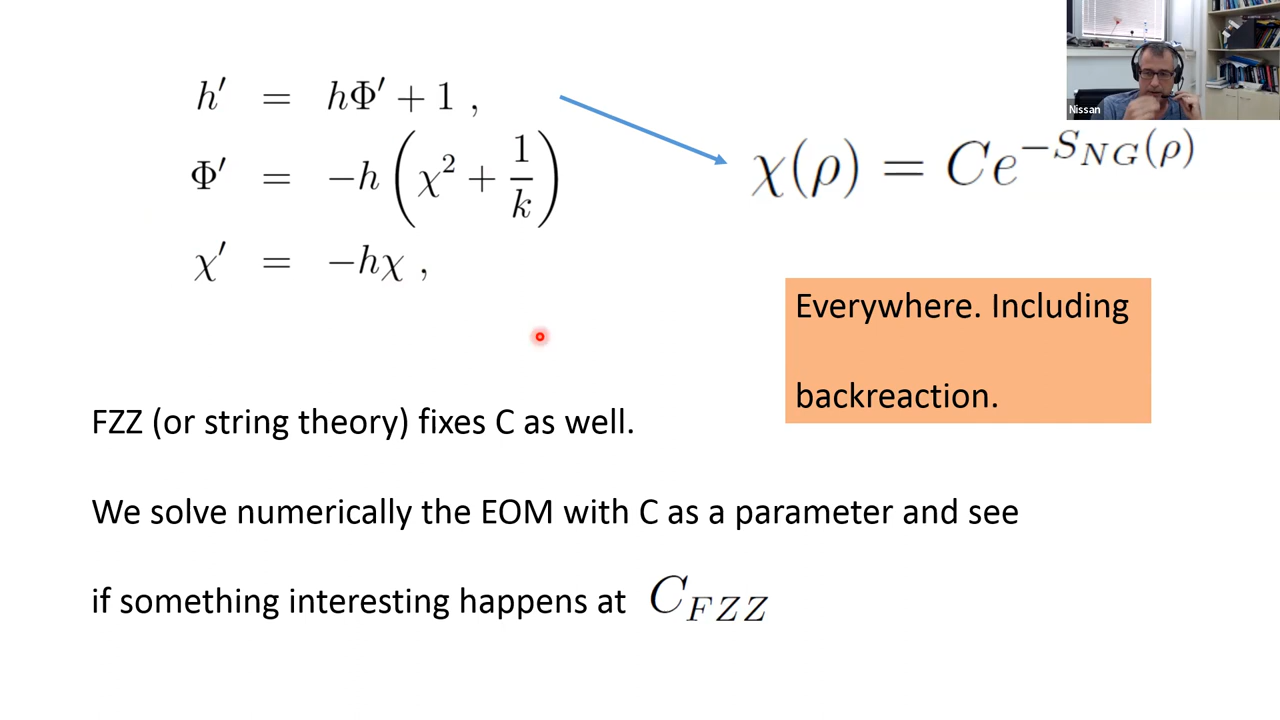 Nissan
h′ = hΦ′ + 1 ,
Φ′ = −h ( χ² + 1/k )
χ′ = −hχ ,
χ(ρ) = Ce^{−S_{NG}(ρ)}
Everywhere. Including
backreaction.
FZZ (or string theory) fixes C as well.
We solve numerically the EOM with C as a parameter and see
if something interesting happens at C_{FZZ}